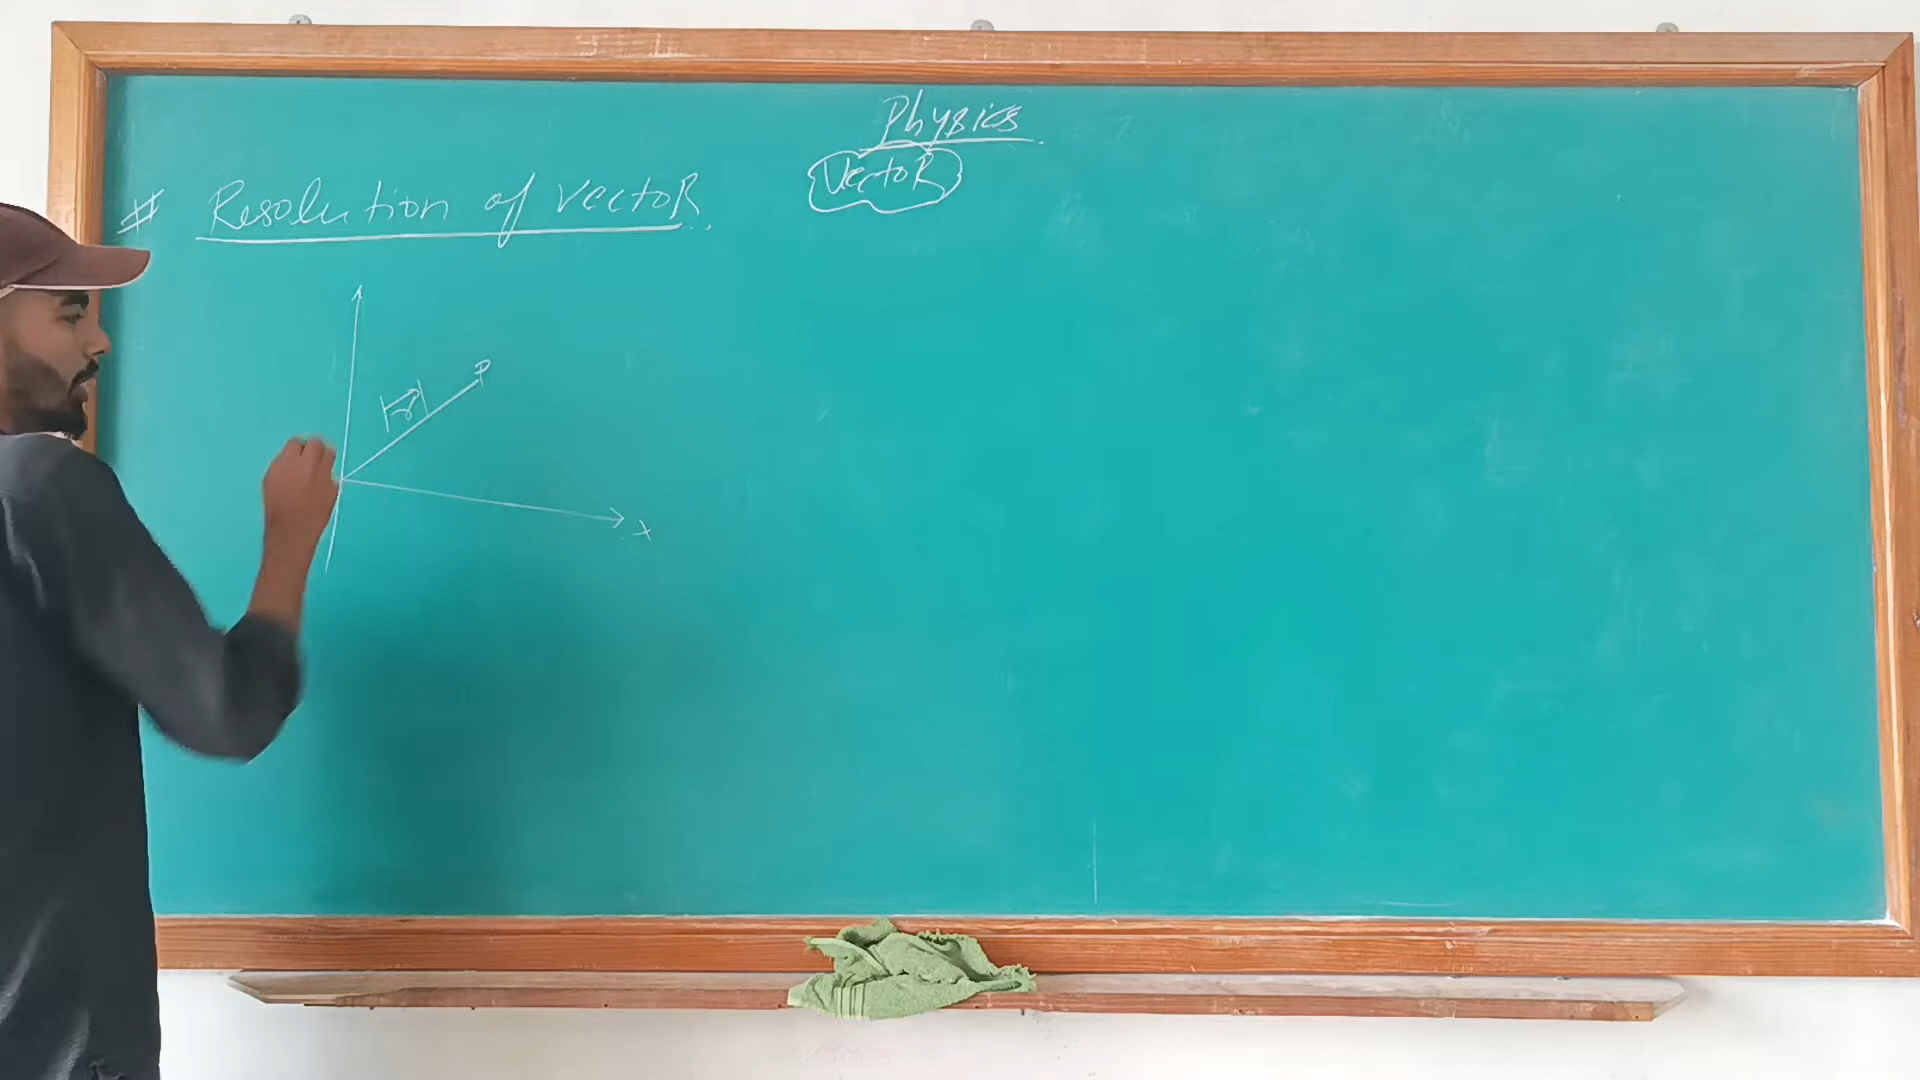 Physics
VectoR
# Resolution of vectoR
P
|r⃗|
x